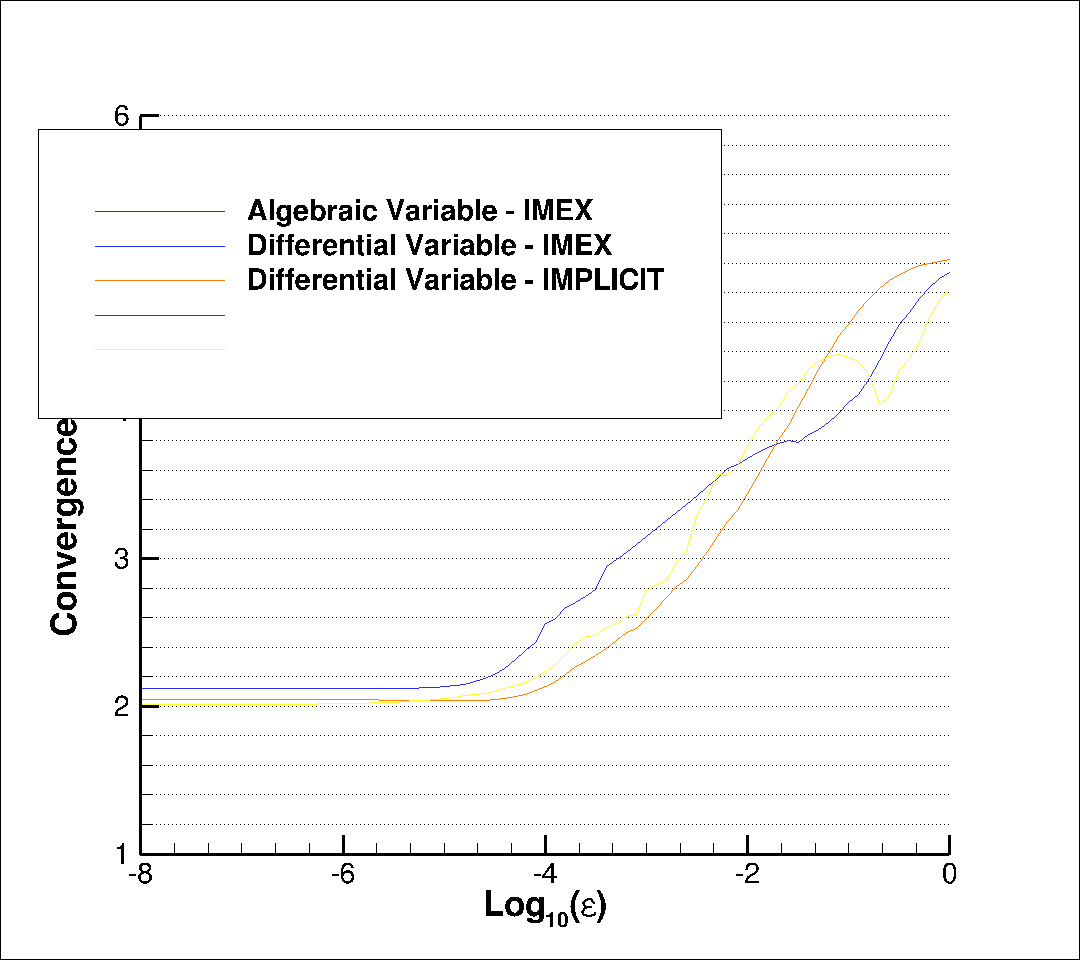 6
Algebraic Variable - IMEX
Differential Variable - IMEX
Differential Variable - IMPLICIT
Convergence
3
2
1
-8 -6 -4 -2 0
Log10(ε)